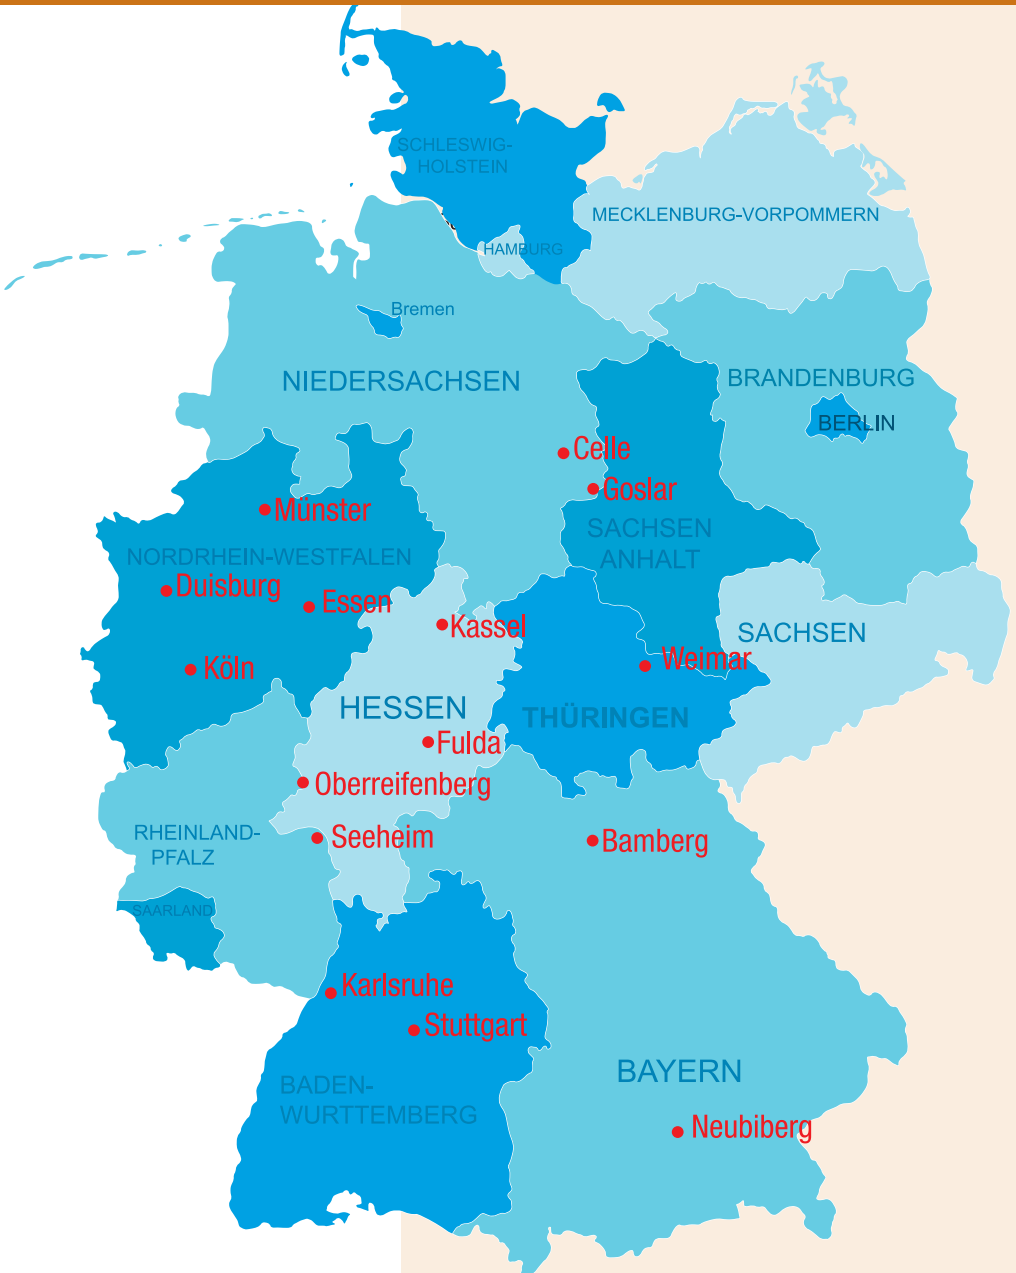 SCHLESWIG-
HOLSTEIN
MECKLENBURG-VORPOMMERN
HAMBURG
Bremen
NIEDERSACHSEN
BRANDENBURG
BERLIN
Celle
Goslar
Münster
SACHSEN
ANHALT
NORDRHEIN-WESTFALEN
Duisburg
Essen
Kassel
SACHSEN
Köln
Weimar
HESSEN
THÜRINGEN
Fulda
Oberreifenberg
RHEINLAND-
PFALZ
Seeheim
Bamberg
SAARLAND
Karlsruhe
Stuttgart
BAYERN
BADEN-
WURTTEMBERG
Neubiberg